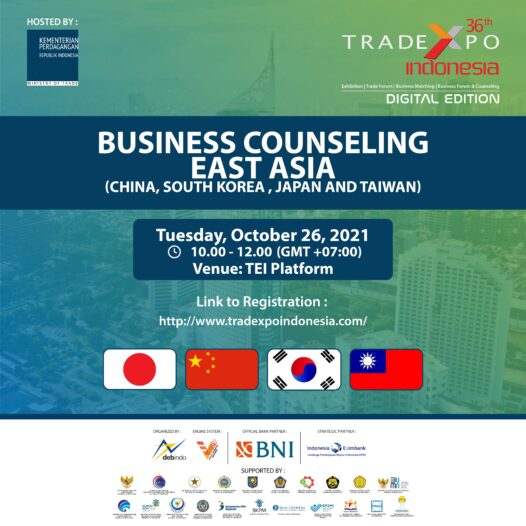 HOSTED BY :
KEMENTERIAN
PERDAGANGAN
REPUBLIK INDONESIA
MINISTRY OF TRADE
36th
TRADE XPO
indonesia
Exhibition | Trade Forum | Business Matching | Business Forum & Counseling
DIGITAL EDITION
BUSINESS COUNSELING
EAST ASIA
(CHINA, SOUTH KOREA , JAPAN AND TAIWAN)
Tuesday, October 26, 2021
10.00 - 12.00 (GMT +07:00)
Venue: TEI Platform
Link to Registration :
http://www.tradexpoindonesia.com/
ORGANIZED BY :
ENGINE SYSTEM :
OFFICIAL BANK PARTNER :
STRATEGIC PARTNER :
debindo
BNI
Indonesia Eximbank
SUPPORTED BY :
BKPM